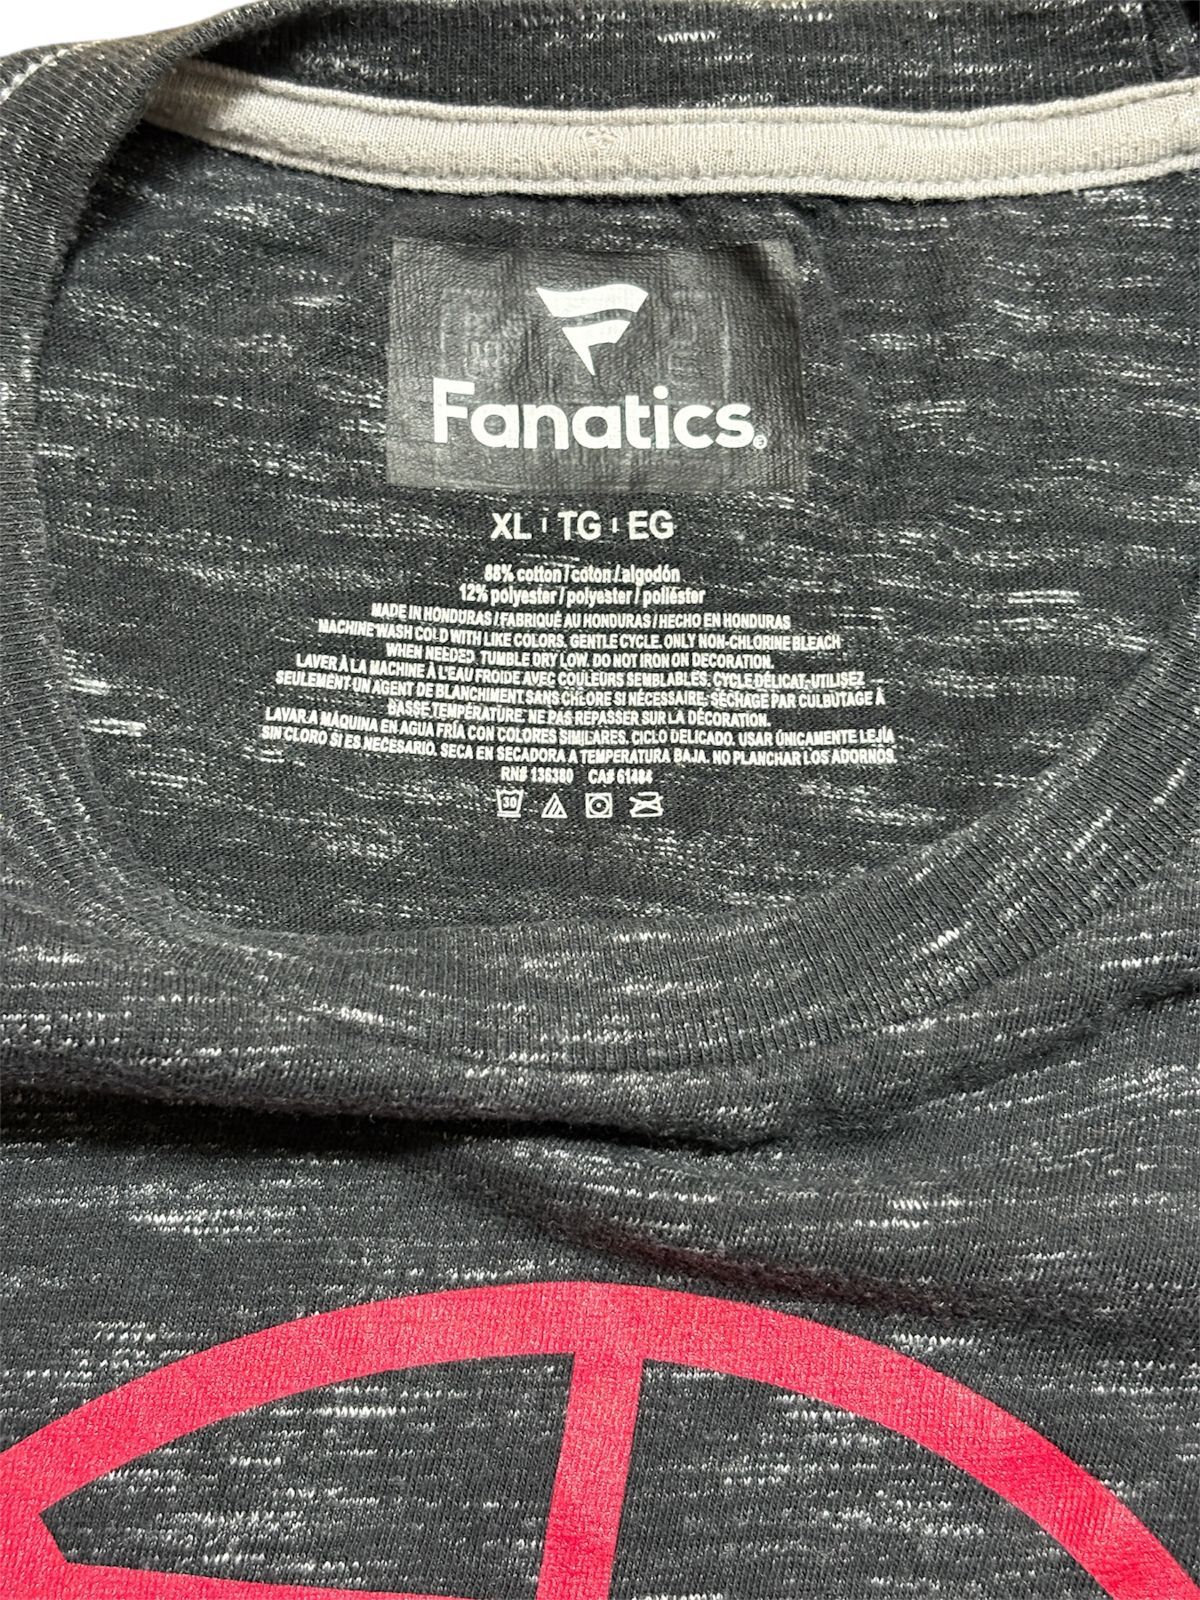 Fanatics
XL | TG | EG
88% cotton / coton / algodón
12% polyester / polyester / poliéster
MADE IN HONDURAS / FABRIQUÉ AU HONDURAS / HECHO EN HONDURAS
MACHINE WASH COLD WITH LIKE COLORS. GENTLE CYCLE. ONLY NON-CHLORINE BLEACH
WHEN NEEDED. TUMBLE DRY LOW. DO NOT IRON ON DECORATION.
LAVER À LA MACHINE À L'EAU FROIDE AVEC COULEURS SEMBLABLES. CYCLE DÉLICAT. UTILISEZ
SEULEMENT UN AGENT DE BLANCHIMENT SANS CHLORE SI NÉCESSAIRE. SÉCHAGE PAR CULBUTAGE À
BASSE TEMPÉRATURE. NE PAS REPASSER SUR LA DÉCORATION.
LAVAR A MÁQUINA EN AGUA FRÍA CON COLORES SIMILARES. CICLO DELICADO. USAR ÚNICAMENTE LEJÍA
SIN CLORO SI ES NECESARIO. SECA EN SECADORA A TEMPERATURA BAJA. NO PLANCHAR LOS ADORNOS.
RN# 136380 CA# 61484
30